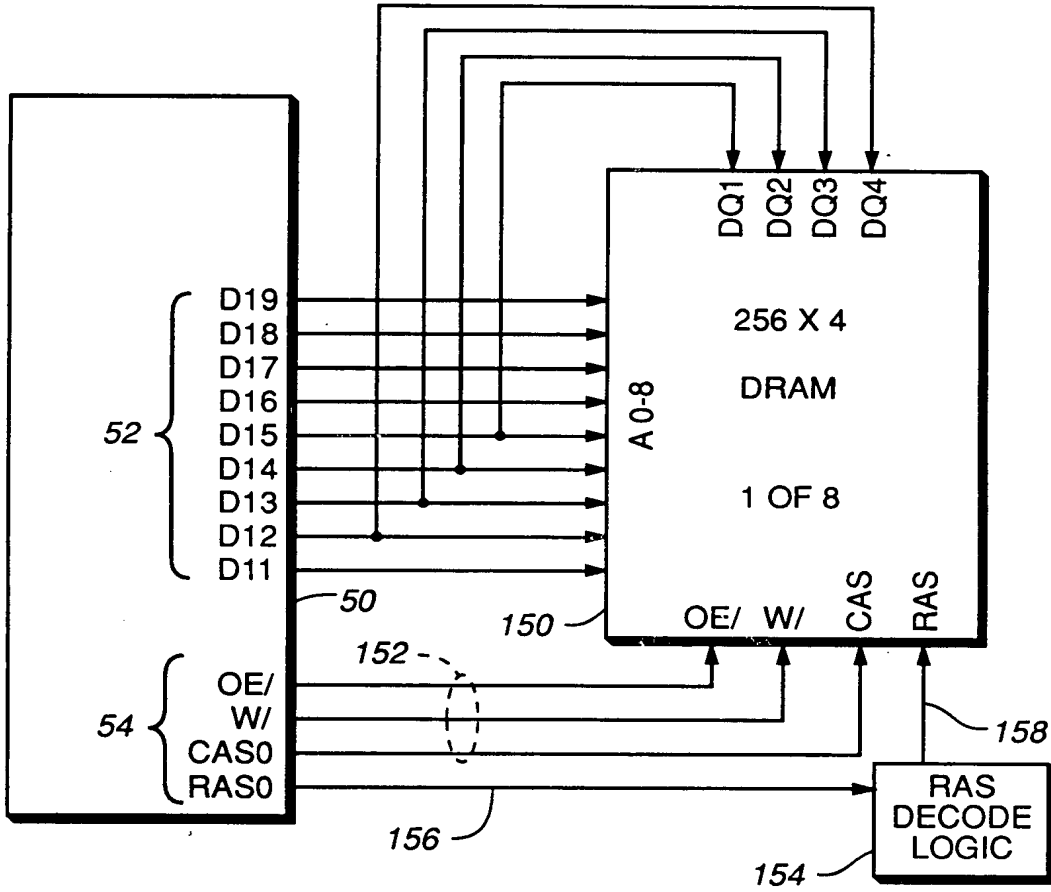 DQ1
DQ2
DQ3
DQ4
D19
D18
D17
D16
D15
D14
D13
D12
D11
52
A 0-8
256 X 4
DRAM
1 OF 8
50
150
OE/
W/
CAS
RAS
152
54
OE/
W/
CAS0
RAS0
156
158
RAS
DECODE
LOGIC
154